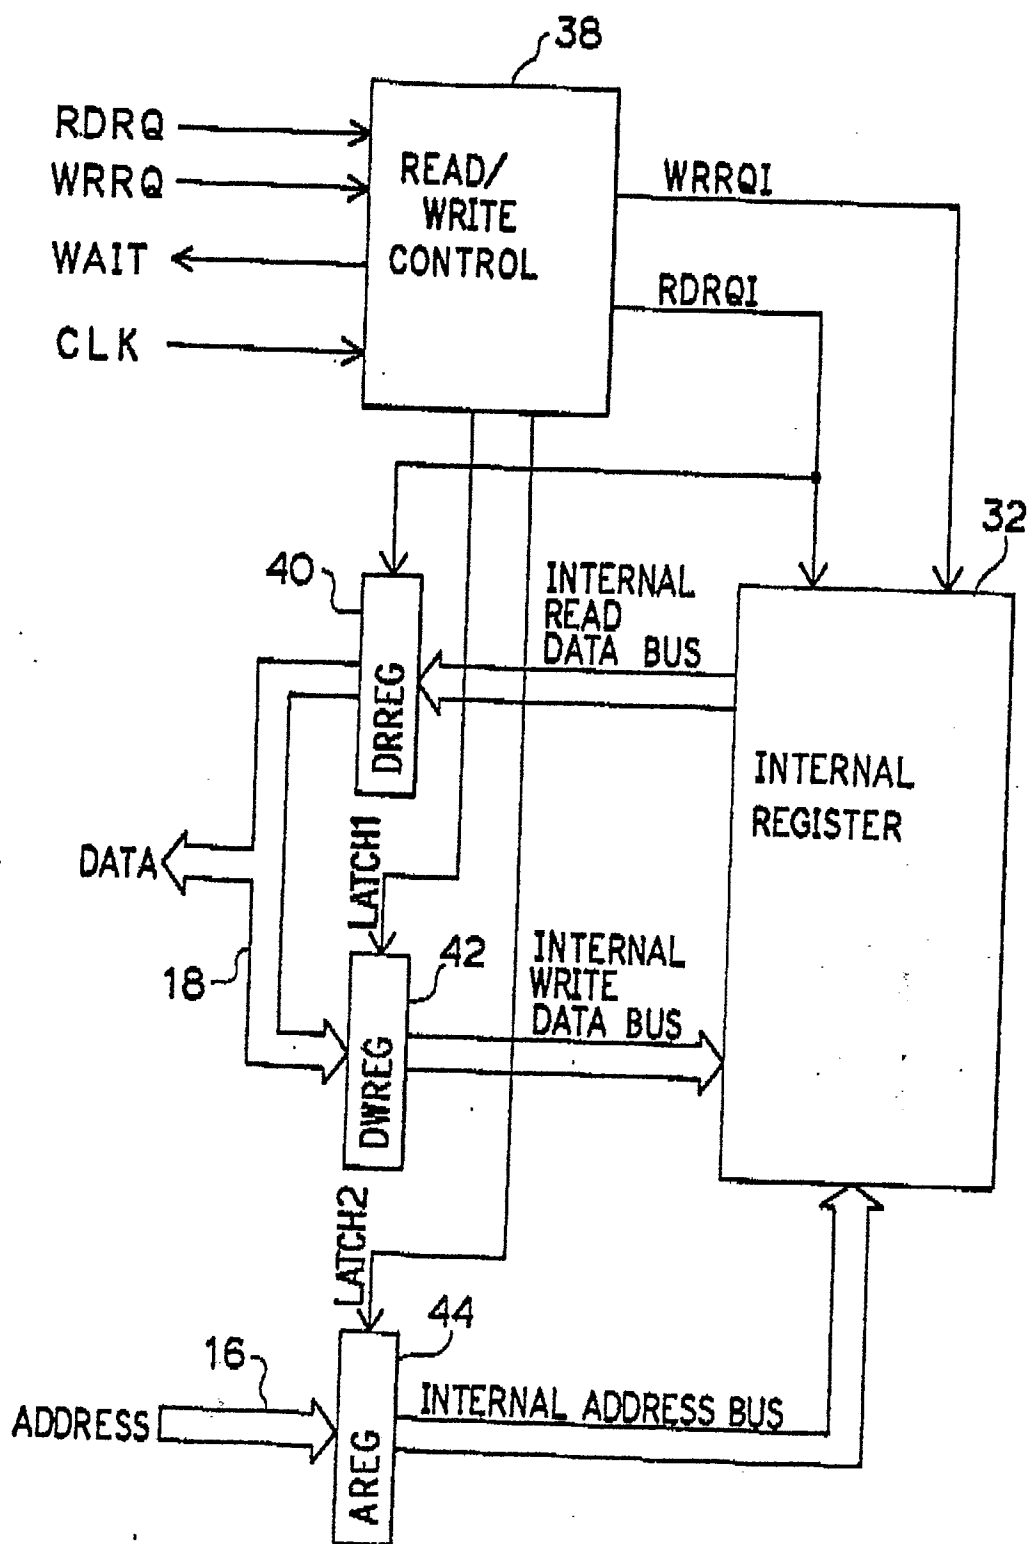 38
RDRQ
WRRQ
WAIT
CLK
READ/
WRITE
CONTROL
WRRQI
RDRQI
32
40
INTERNAL
READ
DATA BUS
DRREG
INTERNAL
REGISTER
DATA
LATCH1
18
42
INTERNAL
WRITE
DATA BUS
DWREG
LATCH2
44
16
ADDRESS
INTERNAL ADDRESS BUS
AREG